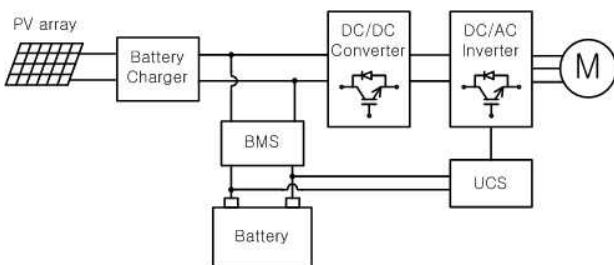 PV array
Battery
Charger
DC/DC
Converter
DC/AC
Inverter
M
BMS
UCS
Battery